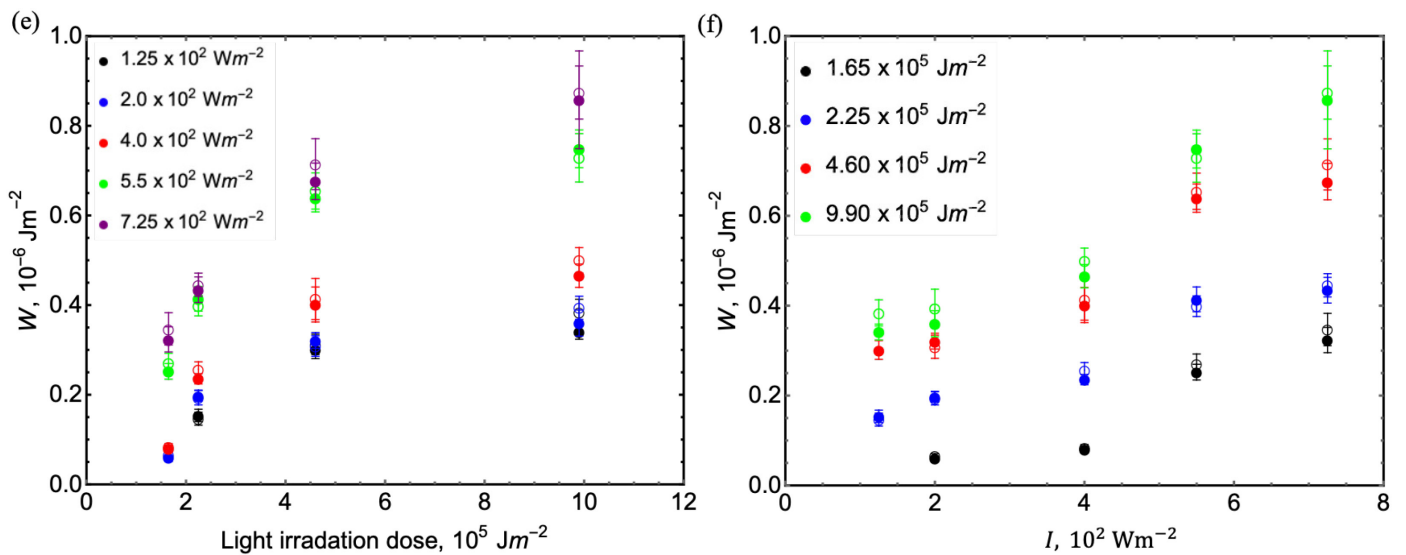 (e)
1.0
0.8
0.6
0.4
0.2
0.0
W, 10⁻⁶ Jm⁻²
1.25 x 10² Wm⁻²
2.0 x 10² Wm⁻²
4.0 x 10² Wm⁻²
5.5 x 10² Wm⁻²
7.25 x 10² Wm⁻²
0 2 4 6 8 10 12
Light irradiation dose, 10⁵ Jm⁻²
(f)
1.0
0.8
0.6
0.4
0.2
0.0
W, 10⁻⁶ Jm⁻²
1.65 x 10⁵ Jm⁻²
2.25 x 10⁵ Jm⁻²
4.60 x 10⁵ Jm⁻²
9.90 x 10⁵ Jm⁻²
0 2 4 6 8
I, 10² Wm⁻²